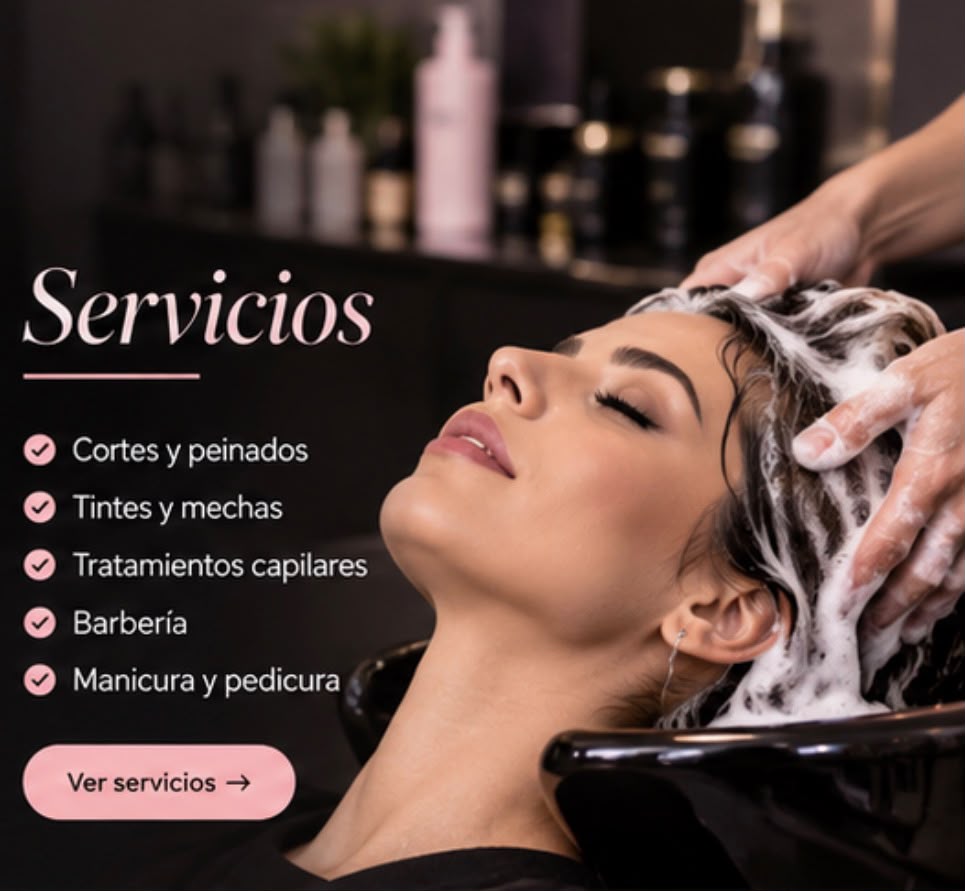 Servicios
Cortes y peinados
Tintes y mechas
Tratamientos capilares
Barbería
Manicura y pedicura
Ver servicios →